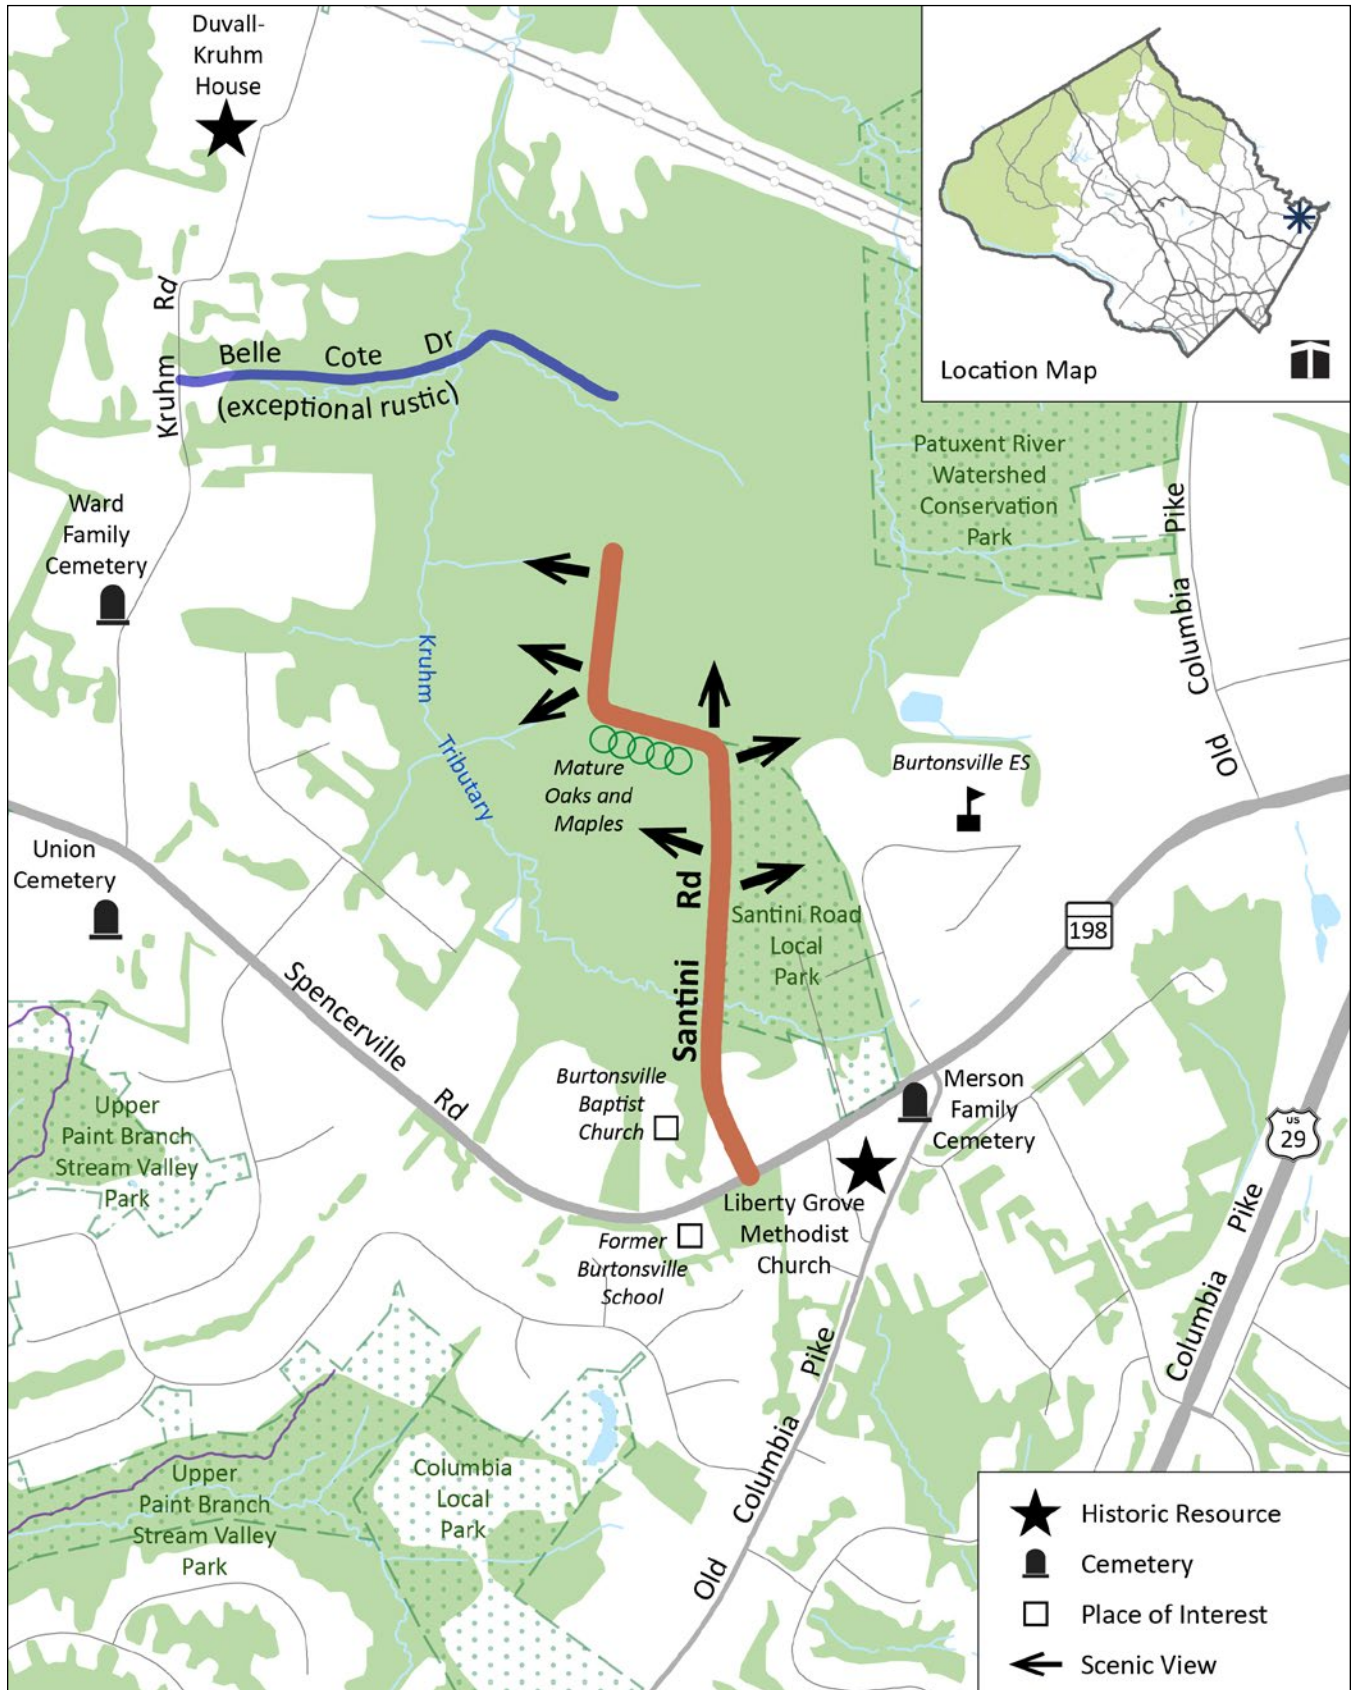 Duvall-
Kruhm
House
Location Map
Kruhm Rd
Belle Cote Dr
(exceptional rustic)
Patuxent River
Watershed
Conservation
Park
Ward
Family
Cemetery
Old Columbia Pike
Kruhm Tributary
Mature
Oaks and
Maples
Burtonsville ES
Union
Cemetery
Santini Rd
Santini Road
Local
Park
198
Spencerville Rd
Burtonsville
Baptist
Church
Merson
Family
Cemetery
Upper
Paint Branch
Stream Valley
Park
US
29
Liberty Grove
Methodist
Church
Former
Burtonsville
School
Columbia Pike
Old Columbia Pike
Upper
Paint Branch
Stream Valley
Park
Columbia
Local
Park
Historic Resource
Cemetery
Place of Interest
Scenic View